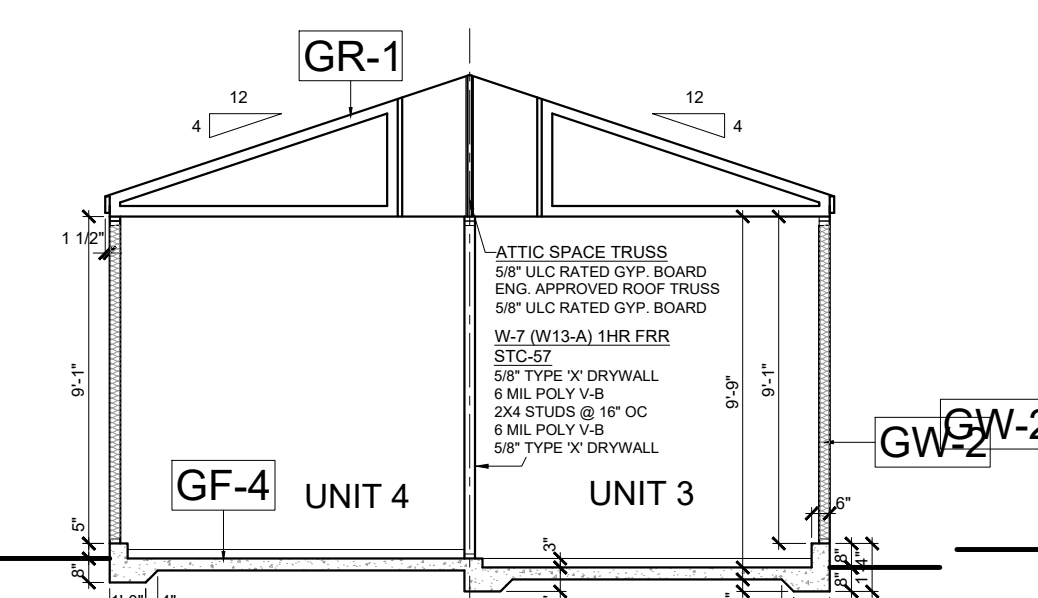 GR-1
12
4
12
4
1 1/2"
ATTIC SPACE TRUSS
5/8" ULC RATED GYP. BOARD
ENG. APPROVED ROOF TRUSS
5/8" ULC RATED GYP. BOARD
W-7 (W13-A) 1HR FRR
STC-57
5/8" TYPE 'X' DRYWALL
6 MIL POLY V-B
2X4 STUDS @ 16" OC
6 MIL POLY V-B
5/8" TYPE 'X' DRYWALL
9'-1"
9'-9"
9'-1"
GW-2
GW-2
GF-4
UNIT 4
UNIT 3
6"
5"
8"
3"
8"
8"